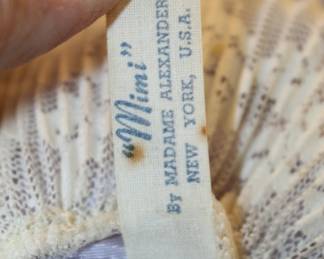 "Mimi"
By MADAME ALEXANDER
NEW YORK, U.S.A.